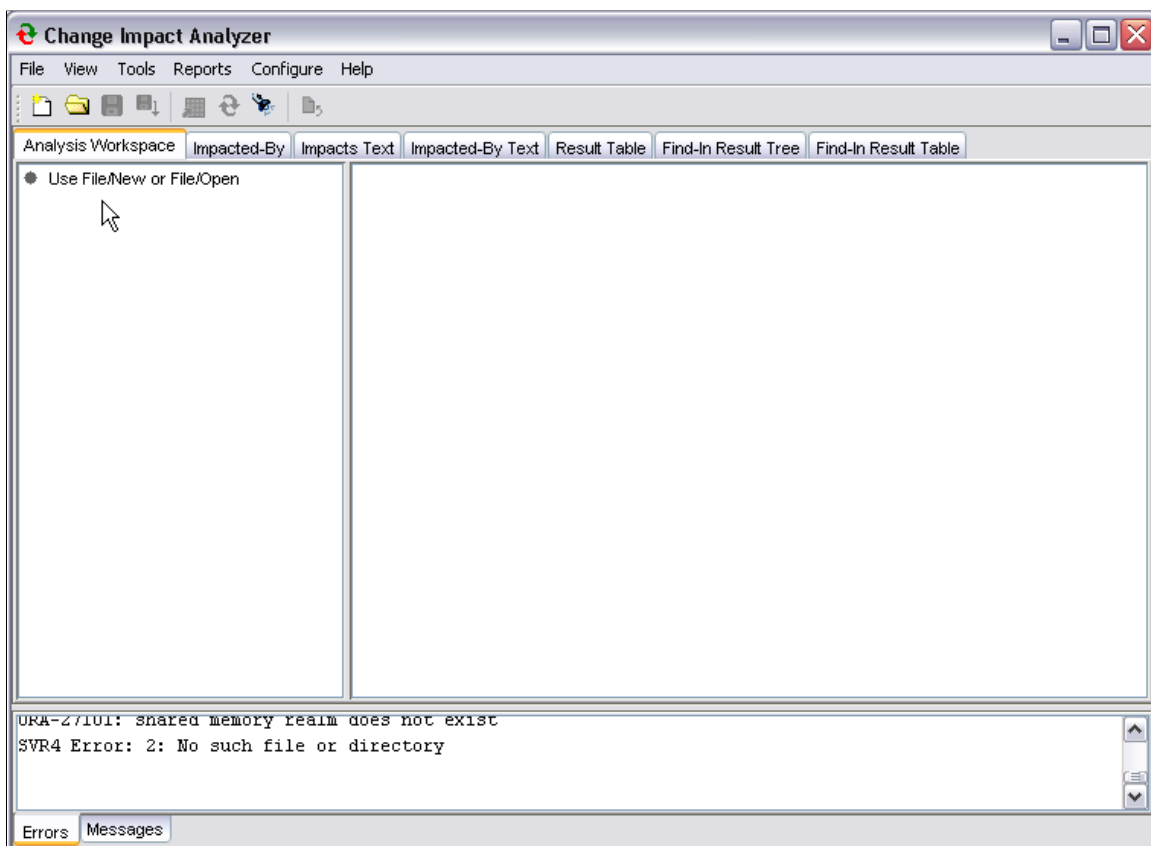 Change Impact Analyzer
File View Tools Reports Configure Help
Analysis Workspace Impacted-By Impacts Text Impacted-By Text Result Table Find-In Result Tree Find-In Result Table
Use File/New or File/Open
ORA-27101: shared memory realm does not exist
SVR4 Error: 2: No such file or directory
Errors Messages